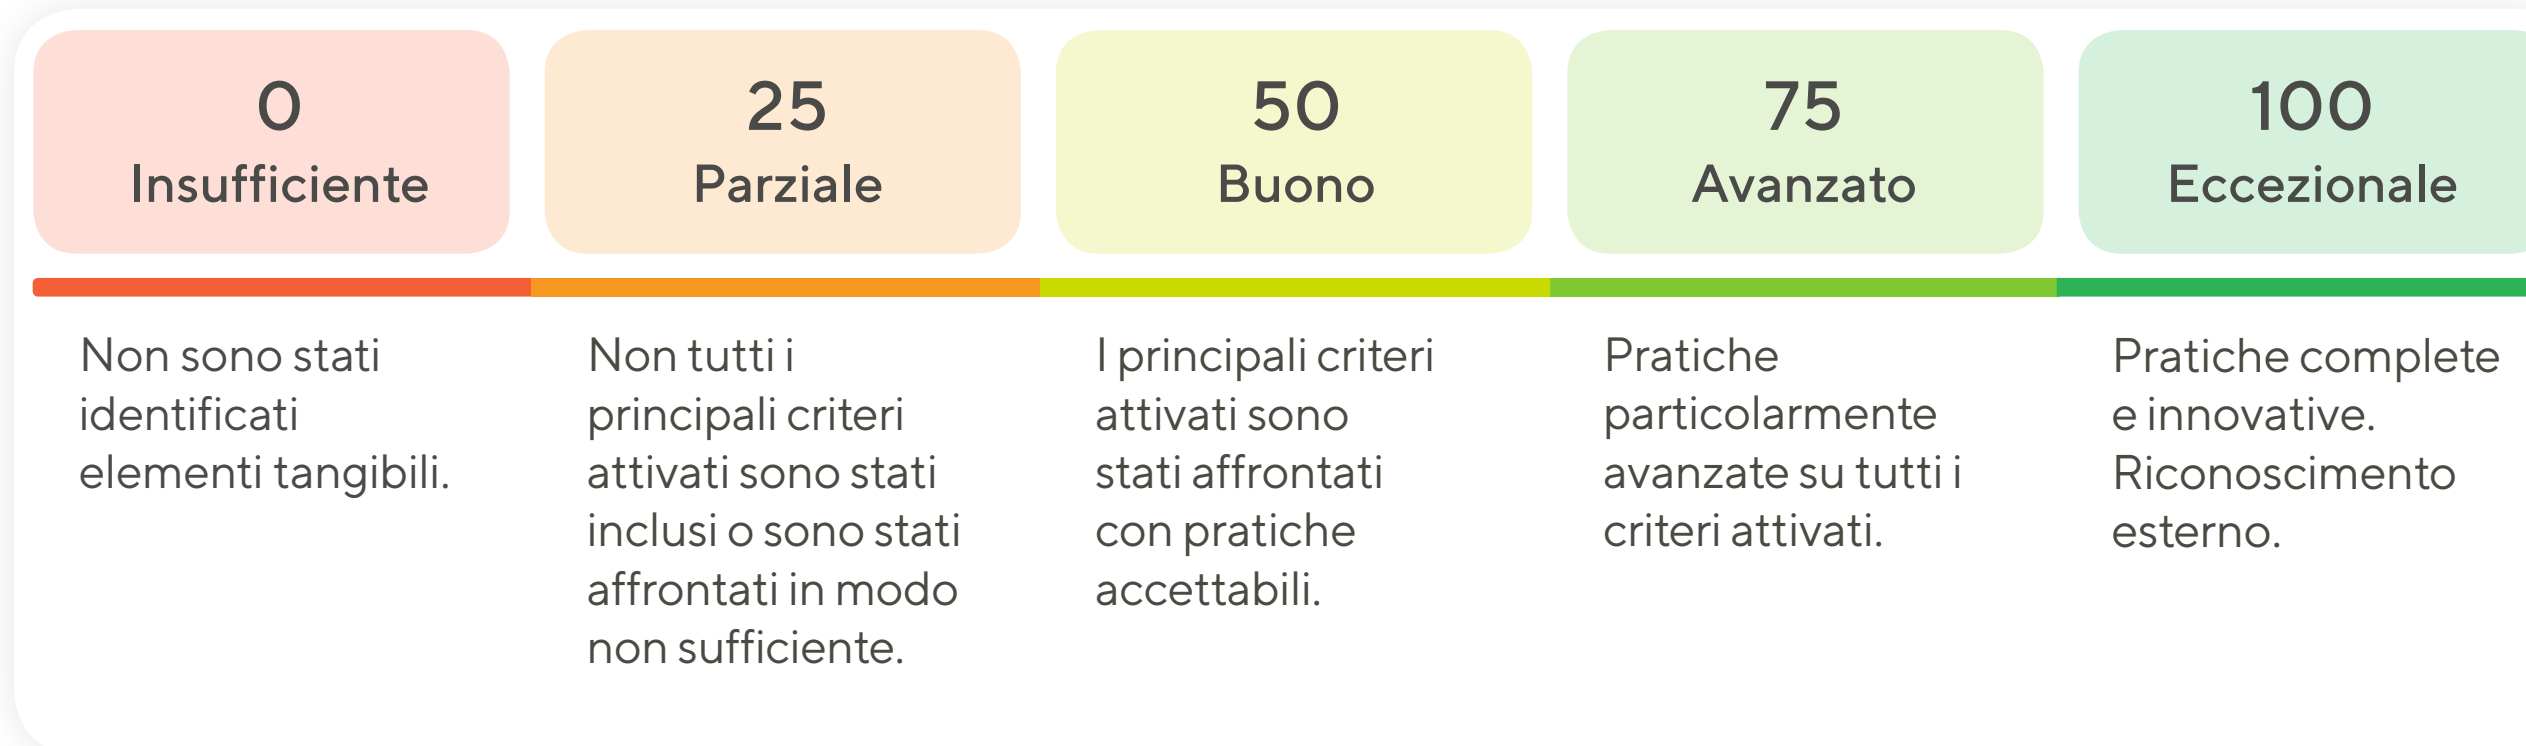 0
Insufficiente
Non sono stati
identificati
elementi tangibili.
25
Parziale
Non tutti i
principali criteri
attivati sono stati
inclusi o sono stati
affrontati in modo
non sufficiente.
50
Buono
I principali criteri
attivati sono
stati affrontati
con pratiche
accettabili.
75
Avanzato
Pratiche
particolarmente
avanzate su tutti i
criteri attivati.
100
Eccezionale
Pratiche complete
e innovative.
Riconoscimento
esterno.